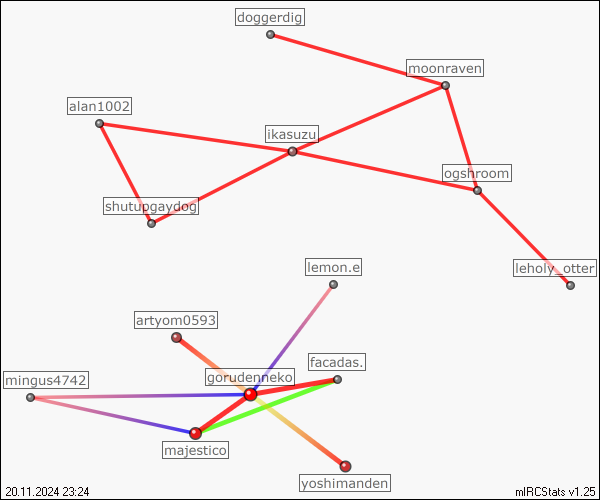 doggerdig
moonraven
alan1002
ikasuzu
ogshroom
shutupgaydog
lemon.e
leholy_otter
artyom0593
facadas.
mingus4742
gorudenneko
majestico
yoshimanden
20.11.2024 23:24
mIRCStats v1.25